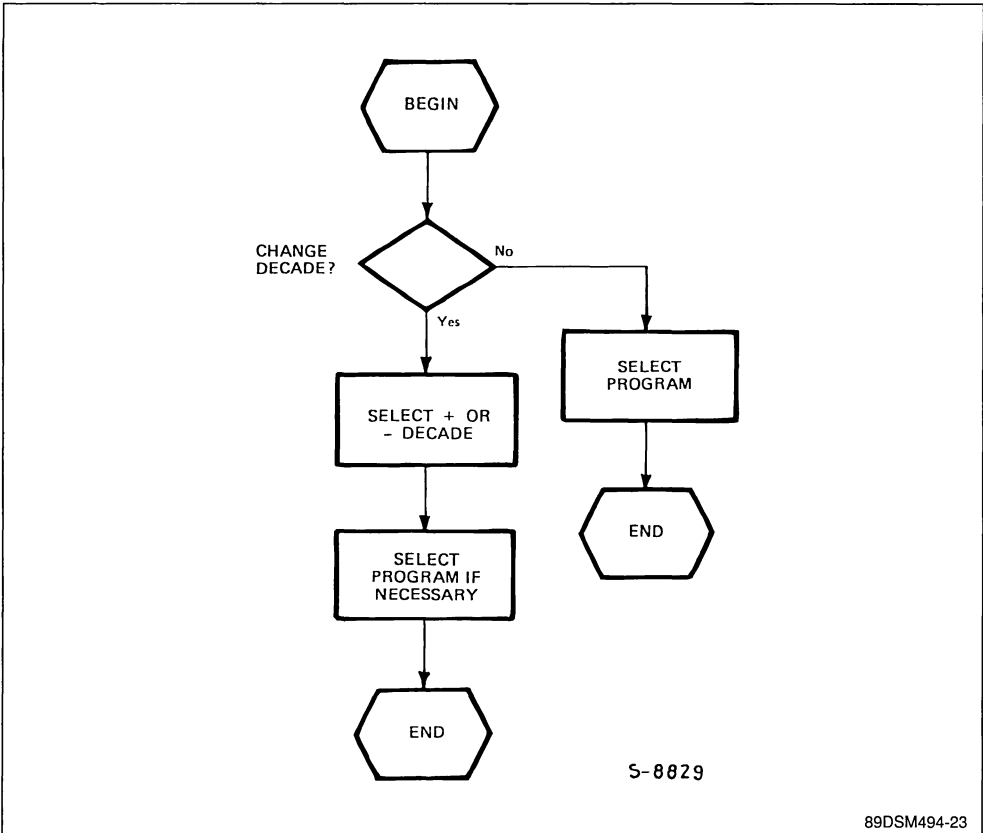 BEGIN
CHANGE
DECADE?
No
Yes
SELECT
PROGRAM
SELECT + OR
- DECADE
END
SELECT
PROGRAM IF
NECESSARY
END
S-8829
89DSM494-23